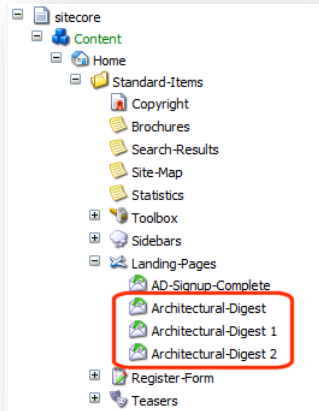 sitecore
Content
Home
Standard-Items
Copyright
Brochures
Search-Results
Site-Map
Statistics
Toolbox
Sidebars
Landing-Pages
AD-Signup-Complete
Architectural-Digest
Architectural-Digest 1
Architectural-Digest 2
Register-Form
Teasers